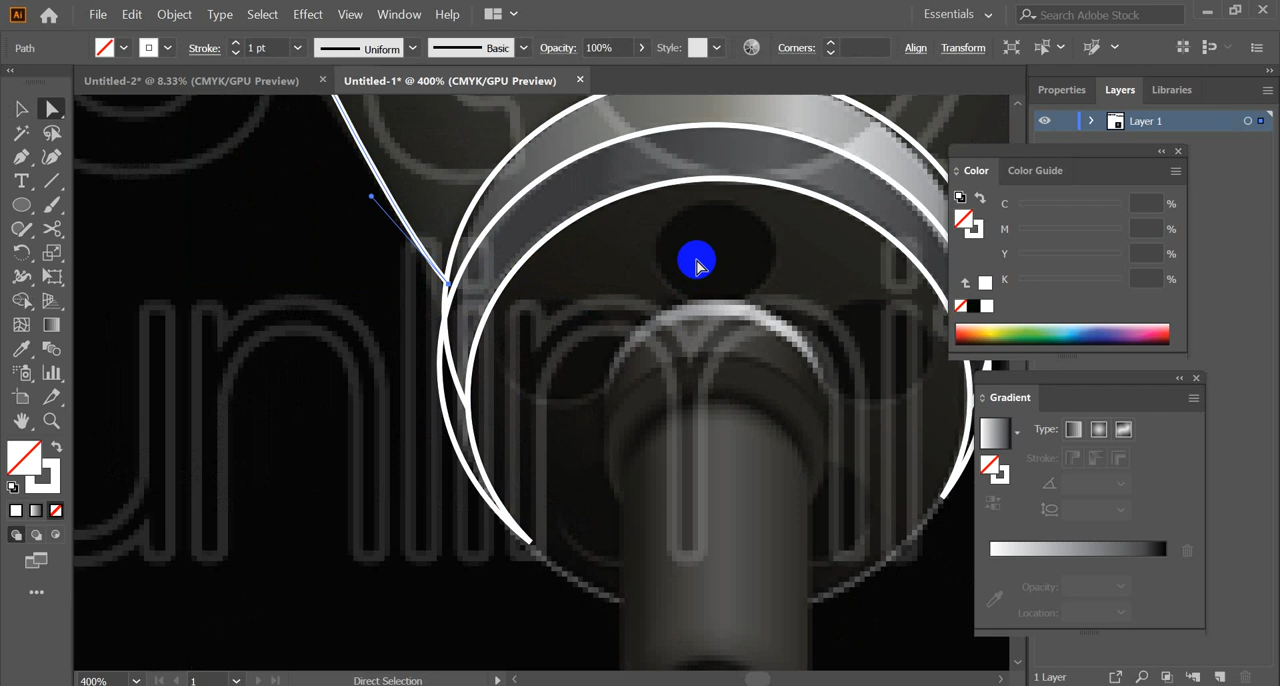 File Edit Object Type Select Effect View Window Help Essentials Search Adobe Stock
Path Stroke: 1 pt Uniform Basic Opacity: 100% Style: Corners: Align Transform
Untitled-2* @ 8.33% (CMYK/GPU Preview) Untitled-1* @ 400% (CMYK/GPU Preview)
Properties Layers Libraries
Layer 1
Color Color Guide
C %
M %
Y %
K %
Gradient
Type:
Stroke:
Opacity:
Location:
400% 1 Direct Selection 1 Layer